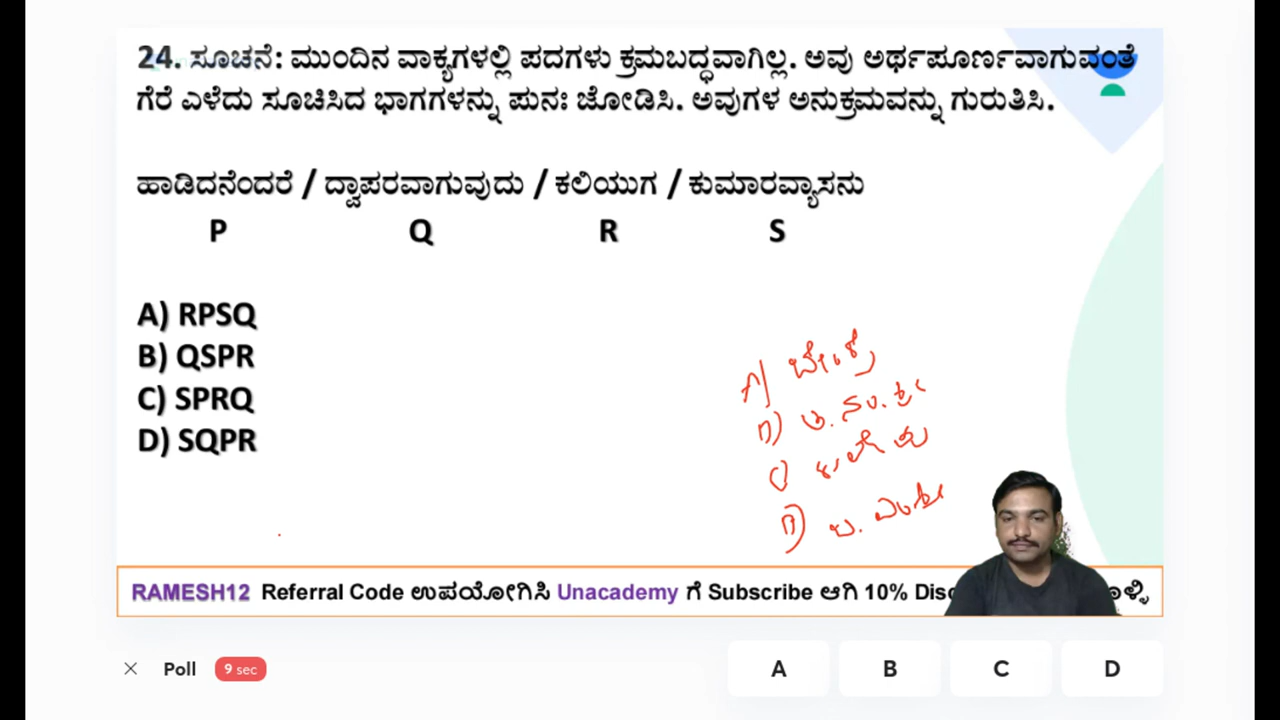 24. ಸೂಚನೆ: ಮುಂದಿನ ವಾಕ್ಯಗಳಲ್ಲಿ ಪದಗಳು ಕ್ರಮಬದ್ಧವಾಗಿಲ್ಲ. ಅವು ಅರ್ಥಪೂರ್ಣವಾಗುವಂತೆ
ಗೆರೆ ಎಳೆದು ಸೂಚಿಸಿದ ಭಾಗಗಳನ್ನು ಪುನಃ ಜೋಡಿಸಿ. ಅವುಗಳ ಅನುಕ್ರಮವನ್ನು ಗುರುತಿಸಿ.
ಹಾಡಿದನೆಂದರೆ / ದ್ವಾಪರವಾಗುವುದು / ಕಲಿಯುಗ / ಕುಮಾರವ್ಯಾಸನು
P Q R S
A) RPSQ
B) QSPR
C) SPRQ
D) SQPR
RAMESH12 Referral Code ಉಪಯೋಗಿಸಿ Unacademy ಗೆ Subscribe ಆಗಿ 10%
× Poll 9 sec A B C D